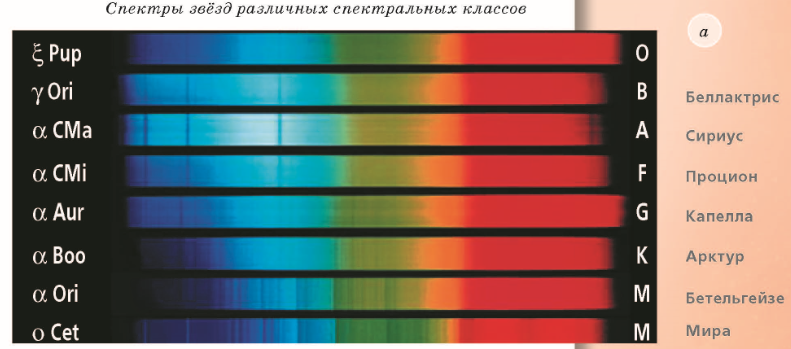 Спектры звёзд различных спектральных классов
а
ξ Pup O
γ Ori B Беллактрис
α CMa A Сириус
α CMi F Процион
α Aur G Капелла
α Boo K Арктур
α Ori M Бетельгейзе
ο Cet M Мира